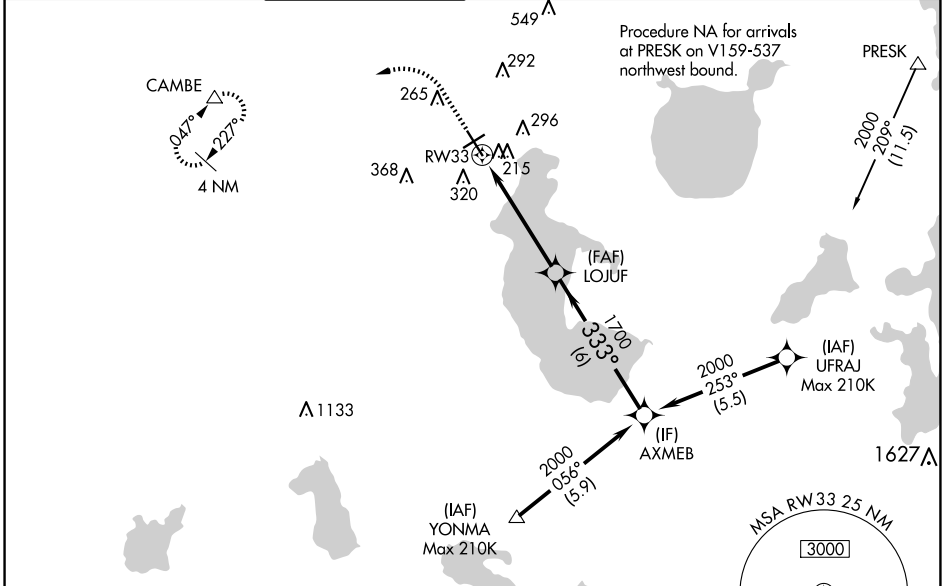 549
292
Procedure NA for arrivals
at PRESK on V159-537
northwest bound.
PRESK
CAMBE
265
047°
227°
4 NM
296
RW33
215
368
320
2000
209°
(11.5)
(FAF)
LOJUF
1700
333°
(6)
2000
253°
(5.5)
(IAF)
UFRAJ
Max 210K
1133
(IF)
AXMEB
1627
2000
056°
(5.9)
(IAF)
YONMA
Max 210K
MSA RW33 25 NM
3000